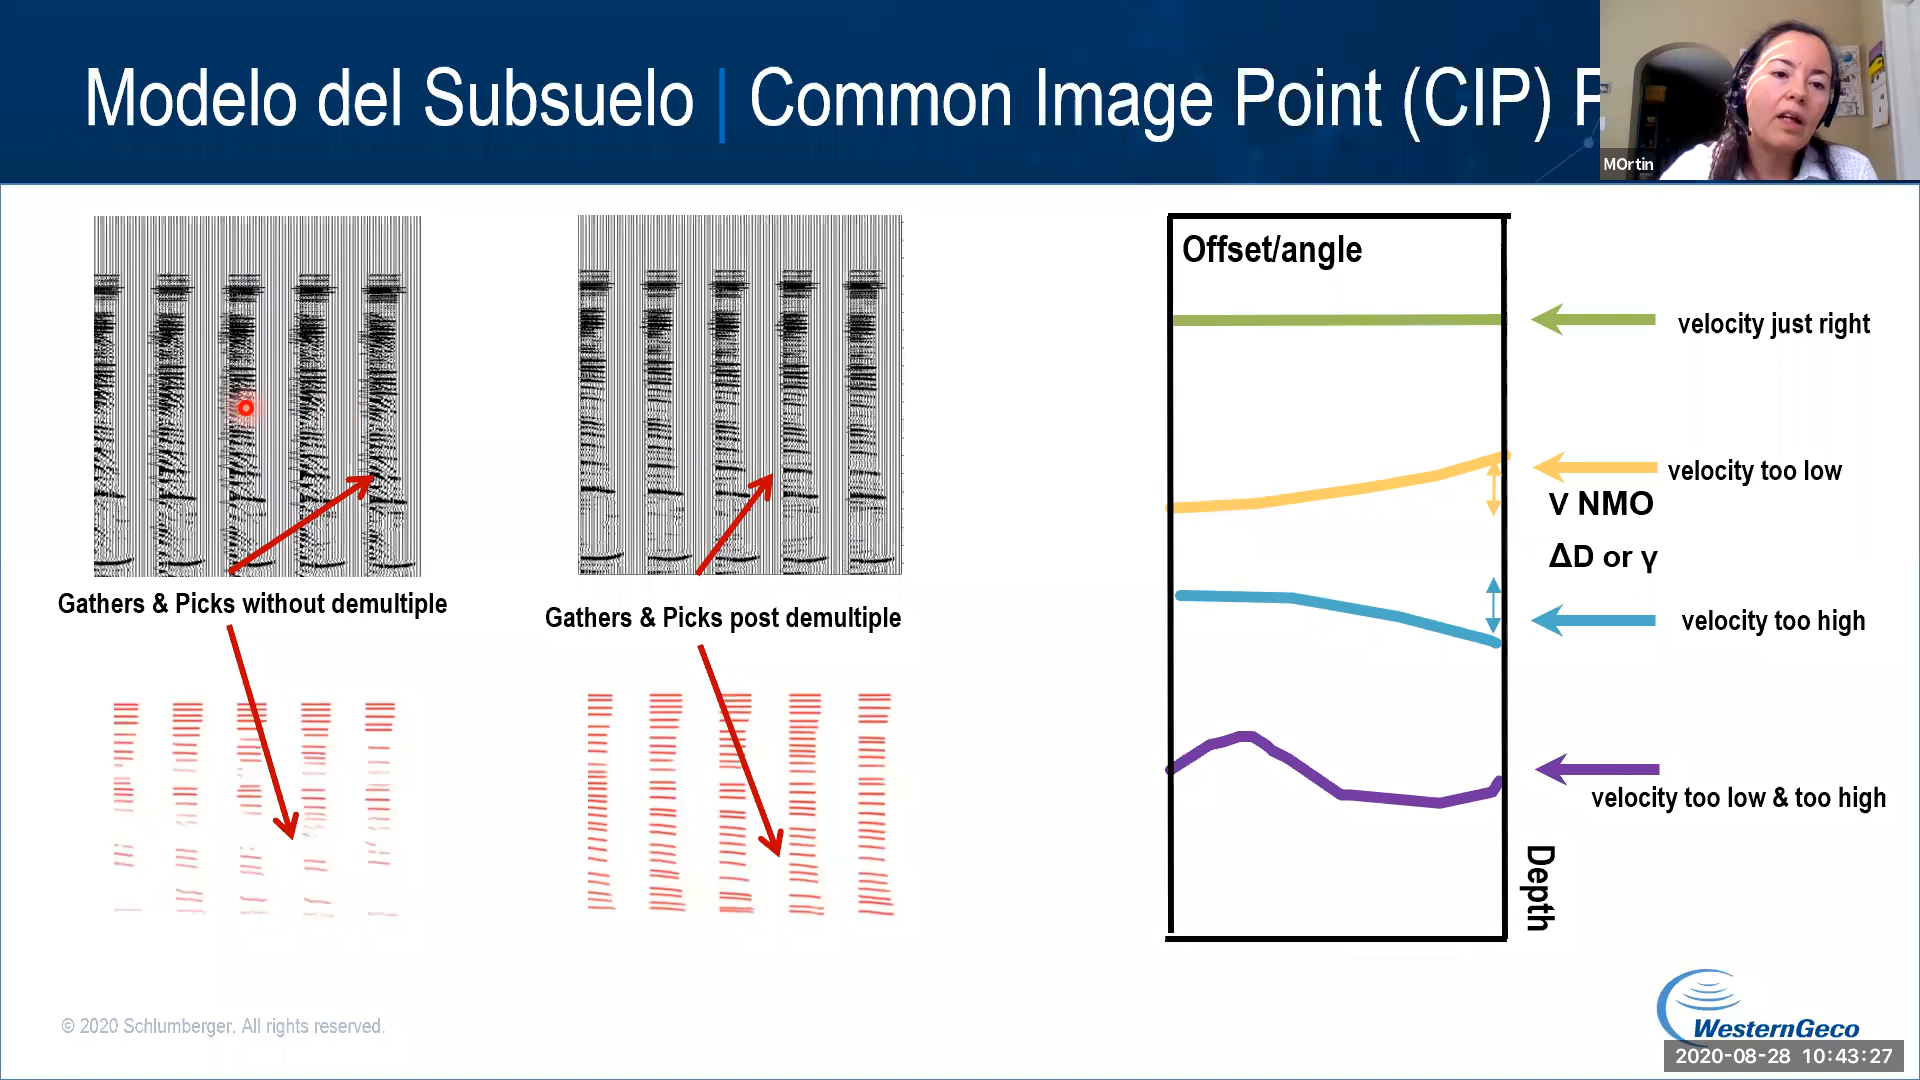 Modelo del Subsuelo | Common Image Point (CIP)
MOrtin
Offset/angle
velocity just right
velocity too low
V NMO
ΔD or γ
velocity too high
velocity too low & too high
Depth
Gathers & Picks without demultiple
Gathers & Picks post demultiple
© 2020 Schlumberger. All rights reserved.
WesternGeco
2020-08-28 10:43:27